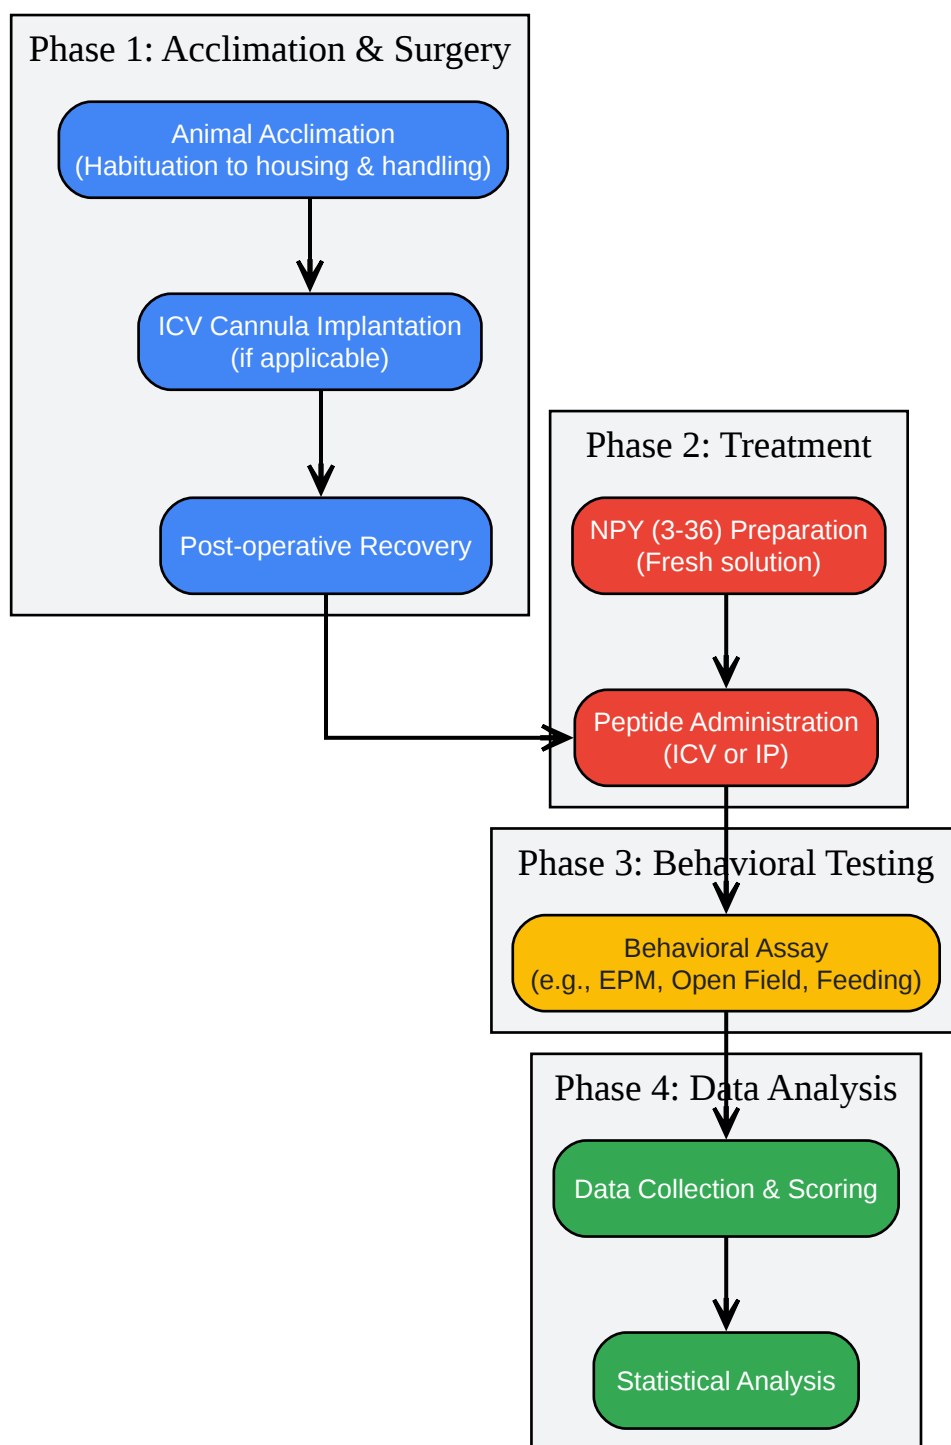 Phase 1: Acclimation & Surgery
Animal Acclimation
(Habituation to housing & handling)
ICV Cannula Implantation
(if applicable)
Post-operative Recovery
Phase 2: Treatment
NPY (3-36) Preparation
(Fresh solution)
Peptide Administration
(ICV or IP)
Phase 3: Behavioral Testing
Behavioral Assay
(e.g., EPM, Open Field, Feeding)
Phase 4: Data Analysis
Data Collection & Scoring
Statistical Analysis